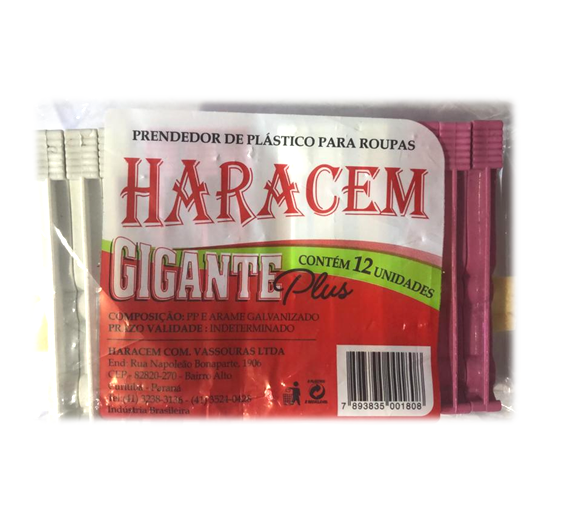 PRENDEDOR DE PLÁSTICO PARA ROUPAS
HARACEM
GIGANTE Plus
CONTÉM 12 UNIDADES
COMPOSIÇÃO: PP E ARAME GALVANIZADO
PRAZO VALIDADE: INDETERMINADO
HARACEM COM. VASSOURAS LTDA
End. Rua Napoleão Bonaparte, 1906
CEP - 82820-270 - Bairro Alto
Curitiba - Paraná
Indústria Brasileira
7 893835 001808